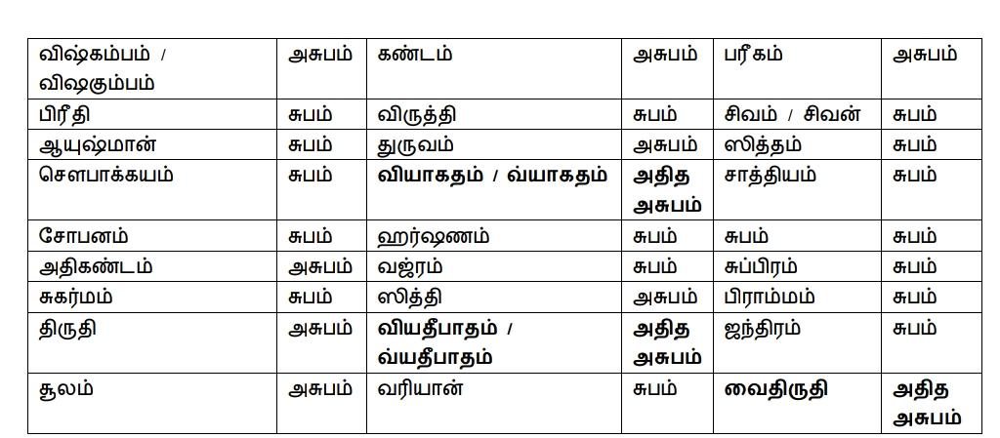 விஷ்கம்பம் / அசுபம் கண்டம் அசுபம் பரீகம் அசுபம்
விஷகும்பம்
பிரீதி சுபம் விருத்தி சுபம் சிவம் / சிவன் சுபம்
ஆயுஷ்மான் சுபம் துருவம் அசுபம் ஸித்தம் சுபம்
சௌபாக்கயம் சுபம் வியாகதம் / வ்யாகதம் அதித சாத்தியம் சுபம்
அசுபம்
சோபனம் சுபம் ஹர்ஷணம் சுபம் சுபம் சுபம்
அதிகண்டம் அசுபம் வஜ்ரம் சுபம் சுப்பிரம் சுபம்
சுகர்மம் சுபம் ஸித்தி அசுபம் பிராம்மம் சுபம்
திருதி அசுபம் வியதீபாதம் / அதித ஐந்திரம் சுபம்
வ்யதீபாதம் அசுபம்
சூலம் அசுபம் வரியான் சுபம் வைதிருதி அதித
அசுபம்